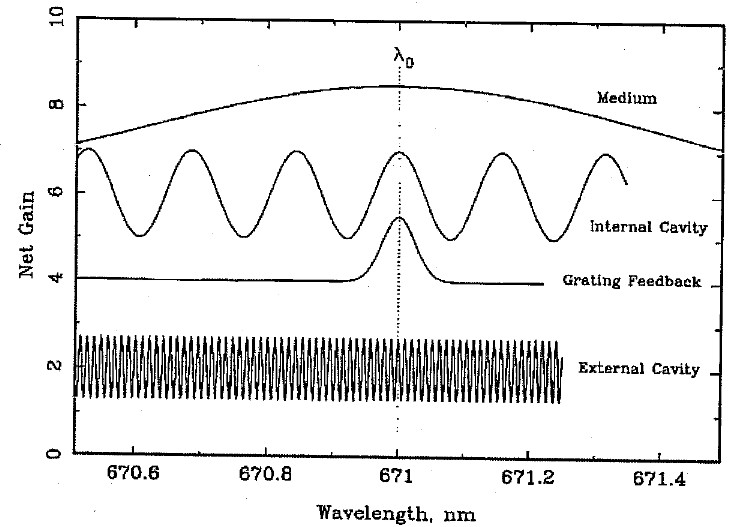 10
λ₀
8
Medium
6
Internal Cavity
Net Gain
4
Grating Feedback
2
External Cavity
0
670.6 670.8 671 671.2 671.4
Wavelength, nm